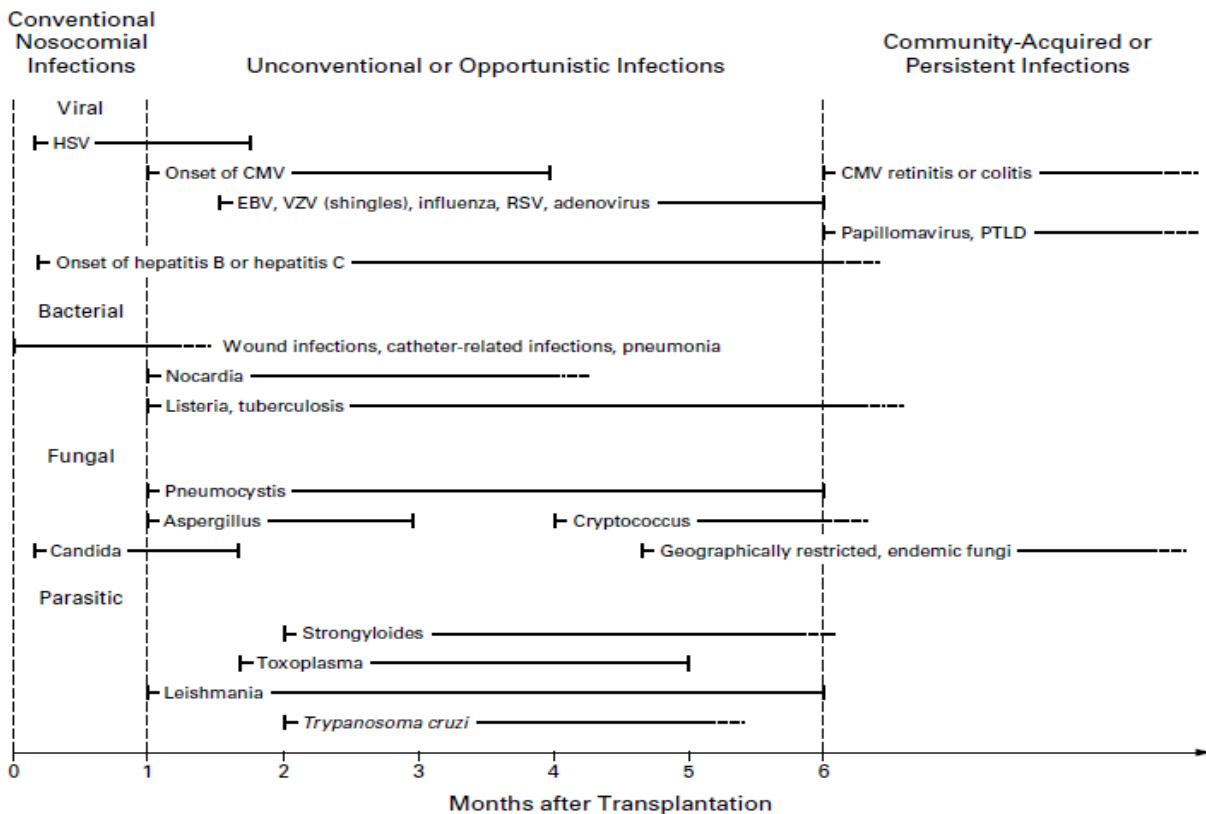 Conventional
Nosocomial
Infections
Unconventional or Opportunistic Infections
Community-Acquired or
Persistent Infections
Viral
HSV
Onset of CMV
CMV retinitis or colitis
EBV, VZV (shingles), influenza, RSV, adenovirus
Papillomavirus, PTLD
Onset of hepatitis B or hepatitis C
Bacterial
Wound infections, catheter-related infections, pneumonia
Nocardia
Listeria, tuberculosis
Fungal
Pneumocystis
Aspergillus
Cryptococcus
Candida
Geographically restricted, endemic fungi
Parasitic
Strongyloides
Toxoplasma
Leishmania
Trypanosoma cruzi
0 1 2 3 4 5 6
Months after Transplantation